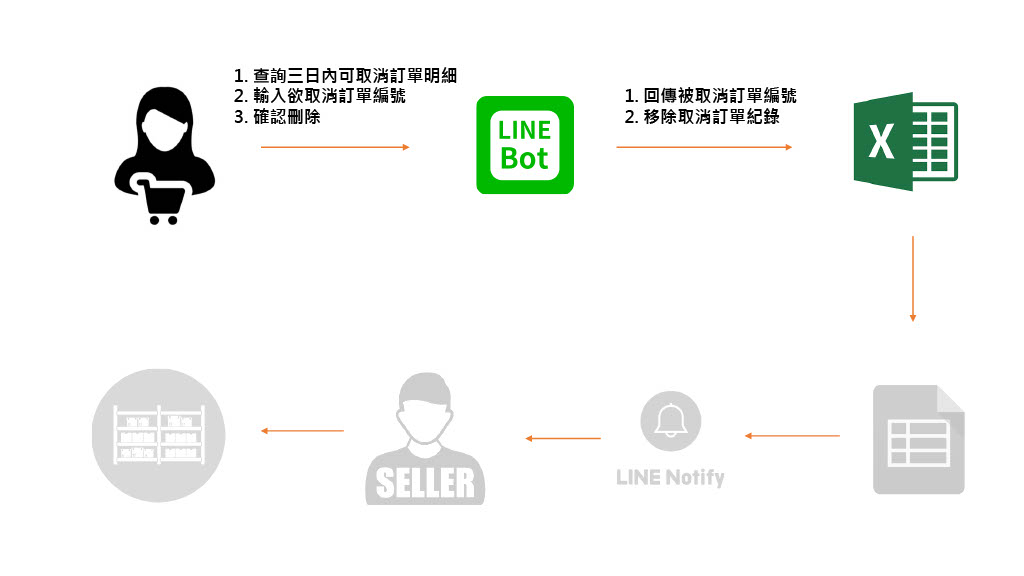 1. 查詢三日內可取消訂單明細
2. 輸入欲取消訂單編號
3. 確認刪除
LINE
Bot
1. 回傳被取消訂單編號
2. 移除取消訂單紀錄
X
SELLER
LINE Notify